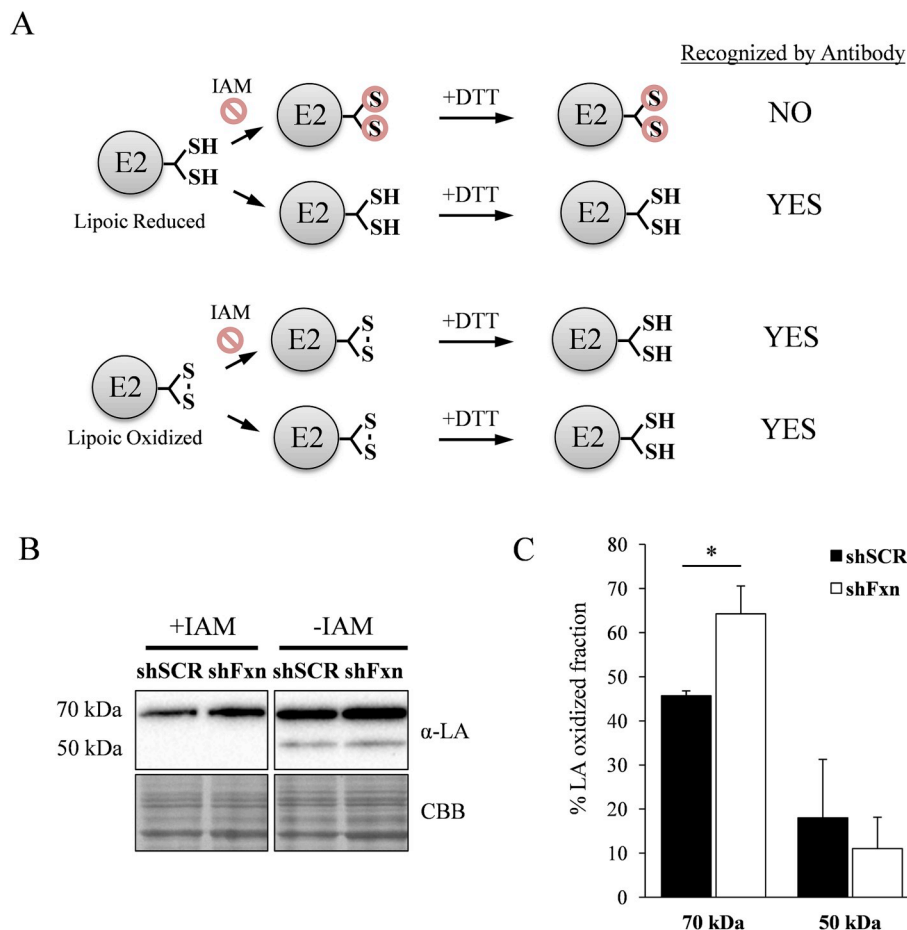 A
Recognized by Antibody
IAM
E2
S
S
+DTT
E2
S
S
NO
E2
SH
SH
Lipoic Reduced
E2
SH
SH
+DTT
E2
SH
SH
YES
IAM
E2
S
S
+DTT
E2
SH
SH
YES
E2
S
S
Lipoic Oxidized
E2
S
S
+DTT
E2
SH
SH
YES
B
+IAM -IAM
shSCR shFxn shSCR shFxn
70 kDa
50 kDa
α-LA
CBB
C
% LA oxidized fraction
80
70
60
50
40
30
20
10
0
*
shSCR
shFxn
70 kDa 50 kDa